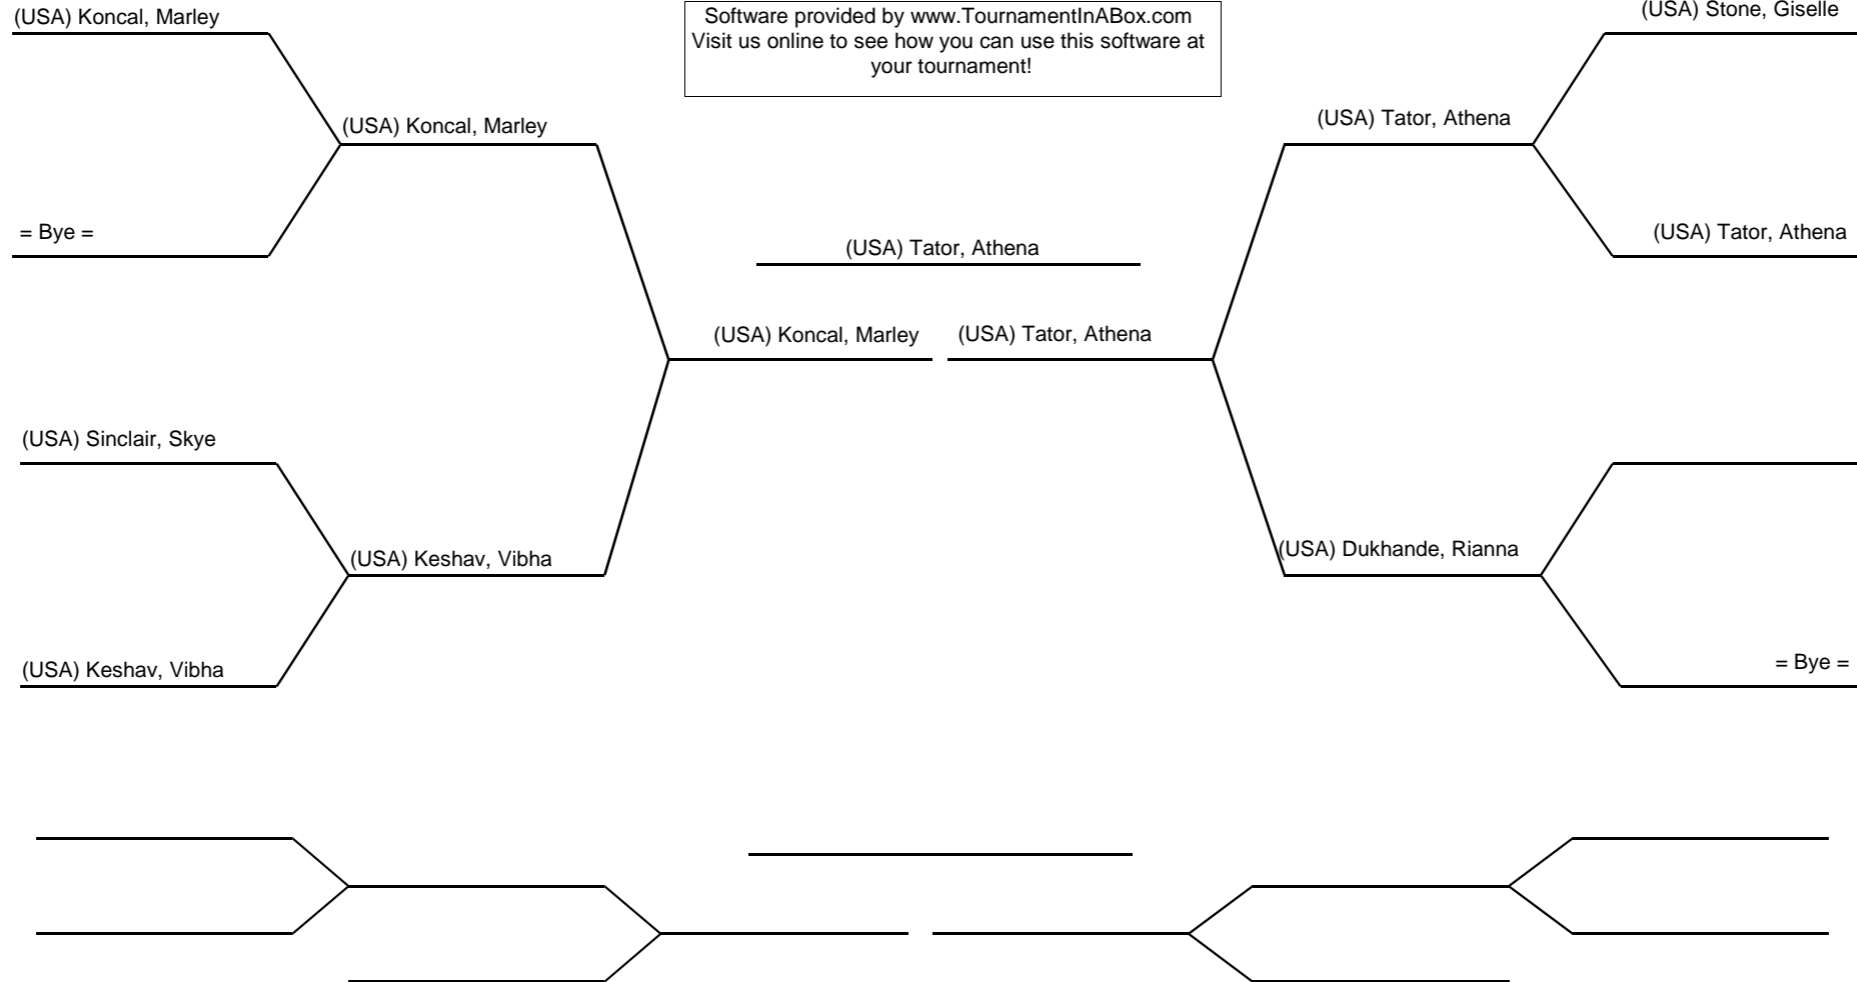 (USA) Koncal, Marley
Software provided by www.TournamentInABox.com
Visit us online to see how you can use this software at
your tournament!
(USA) Stone, Giselle
(USA) Koncal, Marley
(USA) Tator, Athena
= Bye =
(USA) Tator, Athena
(USA) Tator, Athena
(USA) Koncal, Marley
(USA) Tator, Athena
(USA) Sinclair, Skye
(USA) Keshav, Vibha
(USA) Dukhande, Rianna
(USA) Keshav, Vibha
= Bye =